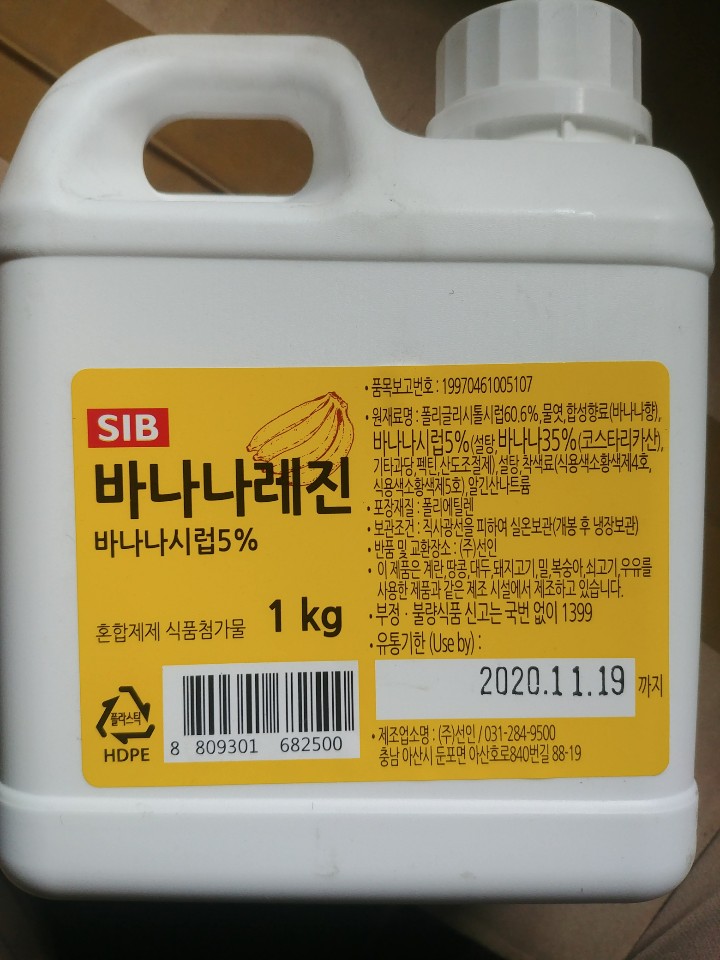 SIB
바나나레진
바나나시럽5%
혼합제제 식품첨가물 1 kg
플라스틱
HDPE
8 809301 682500
• 품목보고번호 : 19970461005107
• 원재료명 : 폴리글리시톨시럽60.6%, 물엿, 합성향료(바나나향),
바나나시럽5%(설탕, 바나나35%(코스타리카산),
기타과당, 펙틴, 산도조절제), 설탕, 착색료(식용색소황색제4호,
식용색소황색제5호), 알긴산나트륨
• 포장재질 : 폴리에틸렌
• 보관조건 : 직사광선을 피하여 실온보관(개봉 후 냉장보관)
• 반품 및 교환장소 : (주)선인
• 이 제품은 계란, 땅콩, 대두, 돼지고기, 밀, 복숭아, 쇠고기, 우유를
사용한 제품과 같은 제조 시설에서 제조하고 있습니다.
• 부정 · 불량식품 신고는 국번 없이 1399
• 유통기한 (Use by) :
2020.11.19 까지
• 제조업소명 : (주)선인 / 031-284-9500
충남 아산시 둔포면 아산호로840번길 88-19